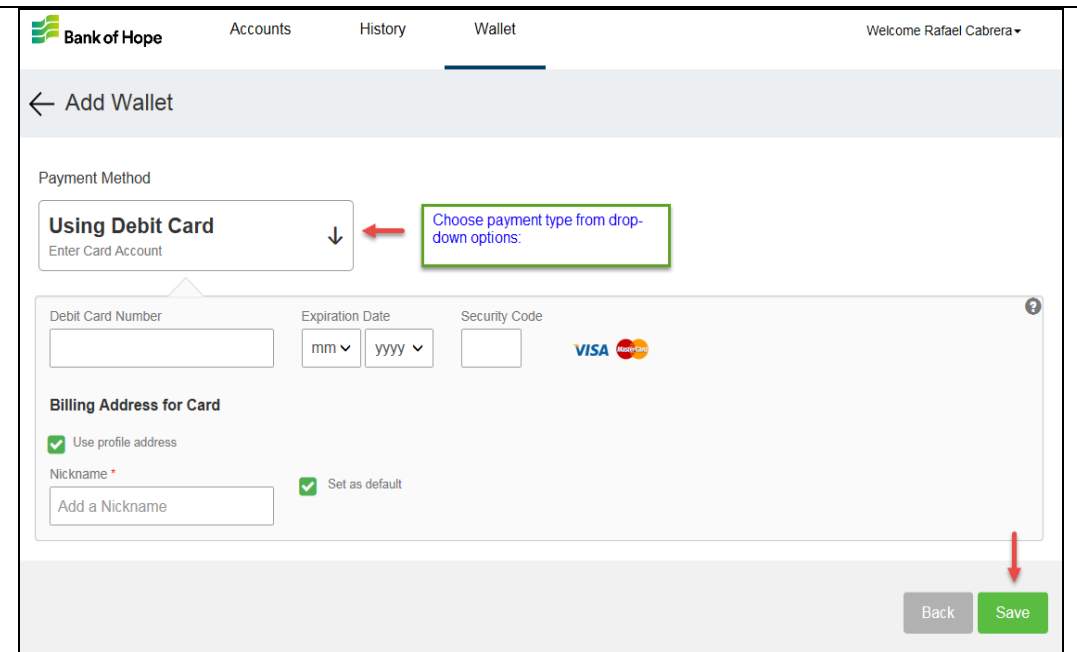 Bank of Hope Accounts History Wallet Welcome Rafael Cabrera
Add Wallet
Payment Method
Using Debit Card
Enter Card Account
Choose payment type from drop-
down options:
Debit Card Number Expiration Date Security Code
mm yyyy VISA MasterCard
Billing Address for Card
Use profile address
Nickname *
Set as default
Add a Nickname
Back Save